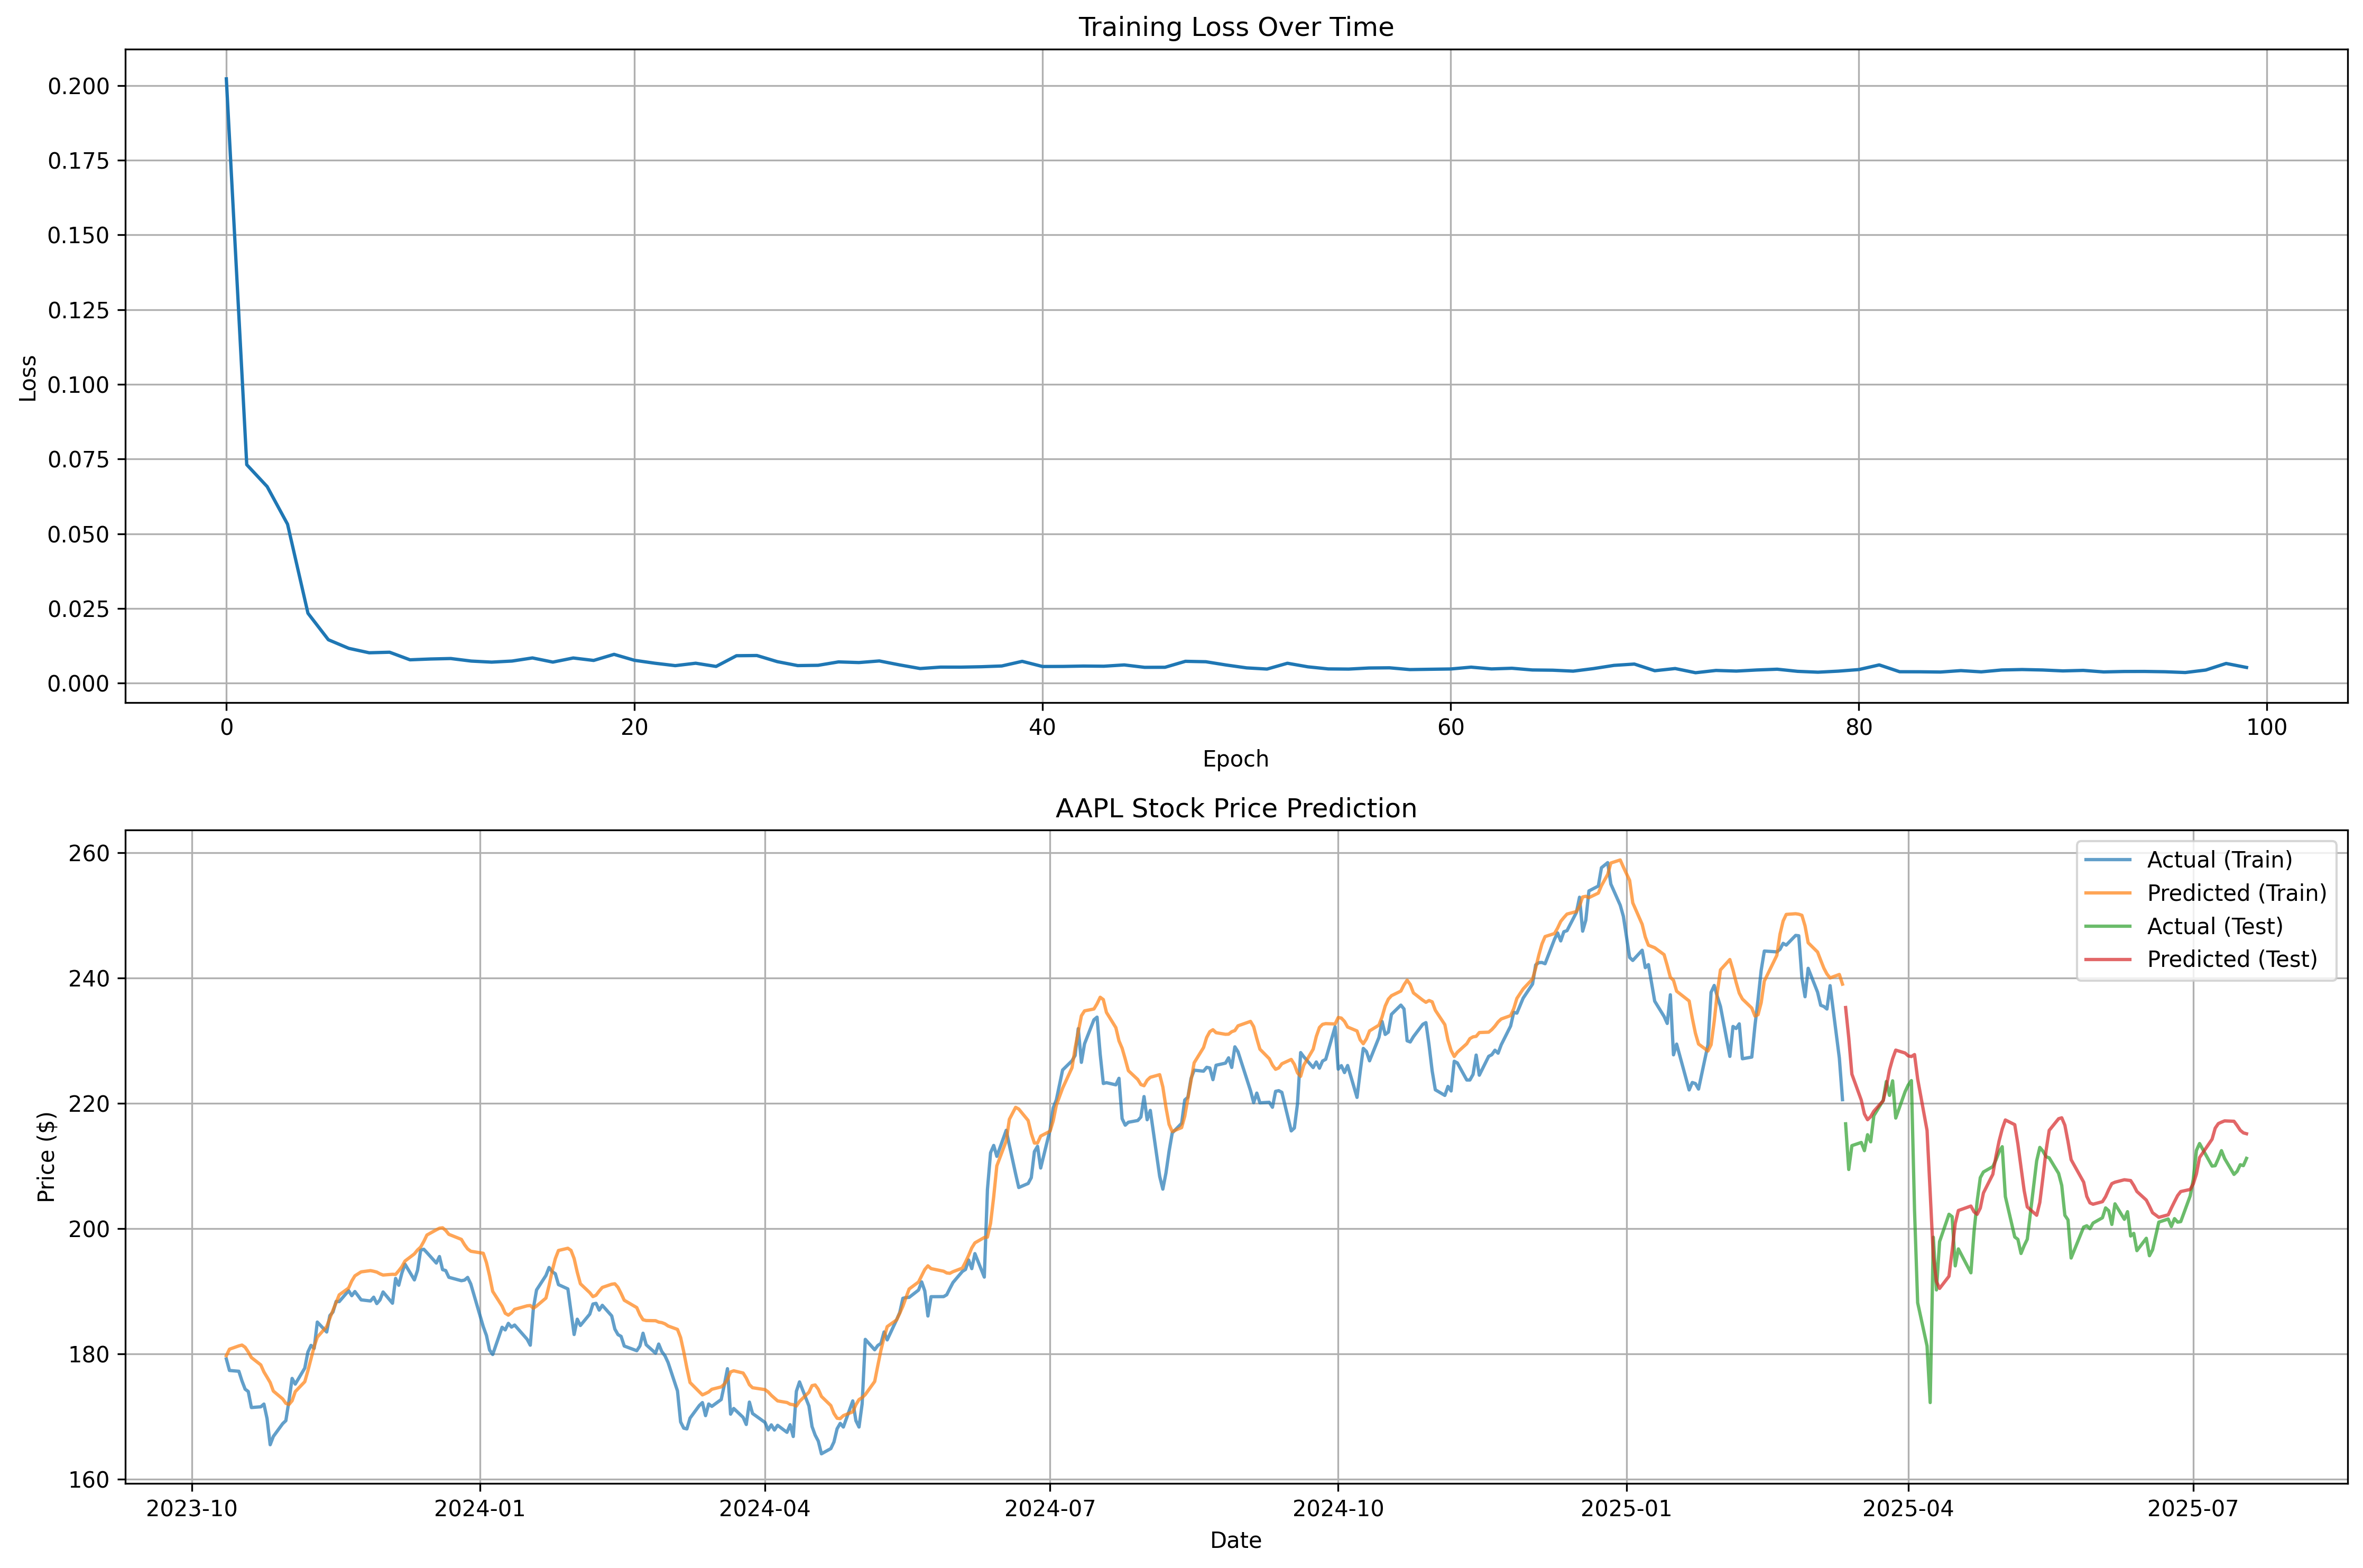 Training Loss Over Time
0.200
0.175
0.150
0.125
0.100
0.075
0.050
0.025
0.000
Loss
0 20 40 60 80 100
Epoch
AAPL Stock Price Prediction
260
240
220
200
180
160
Price ($)
Actual (Train)
Predicted (Train)
Actual (Test)
Predicted (Test)
2023-10 2024-01 2024-04 2024-07 2024-10 2025-01 2025-04 2025-07
Date